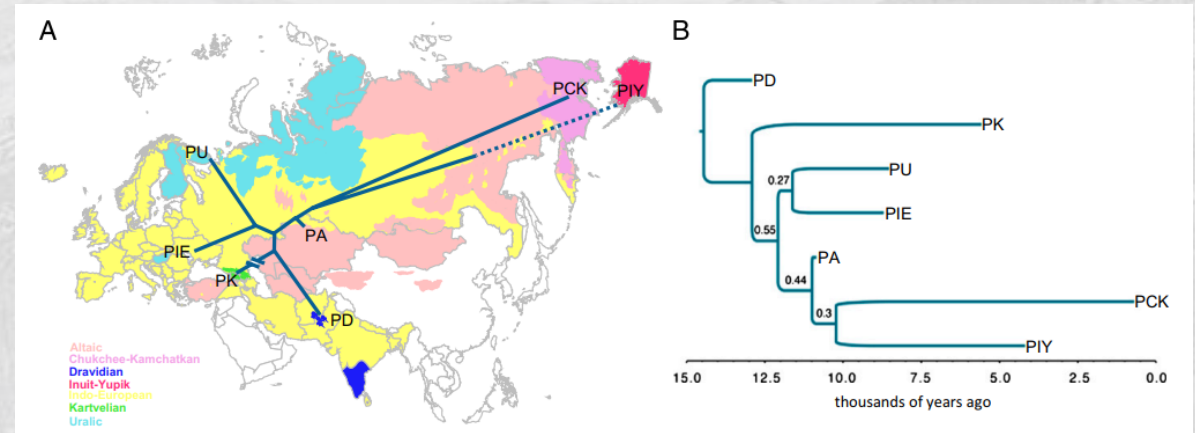 A
PCK
PIY
PU
PA
PIE
PK
PD
Altaic
Chukchee-Kamchatkan
Dravidian
Inuit-Yupik
Indo-European
Kartvelian
Uralic
B
PD
PK
0.27
PU
PIE
0.55
PA
0.44
PCK
0.3
PIY
15.0 12.5 10.0 7.5 5.0 2.5 0.0
thousands of years ago